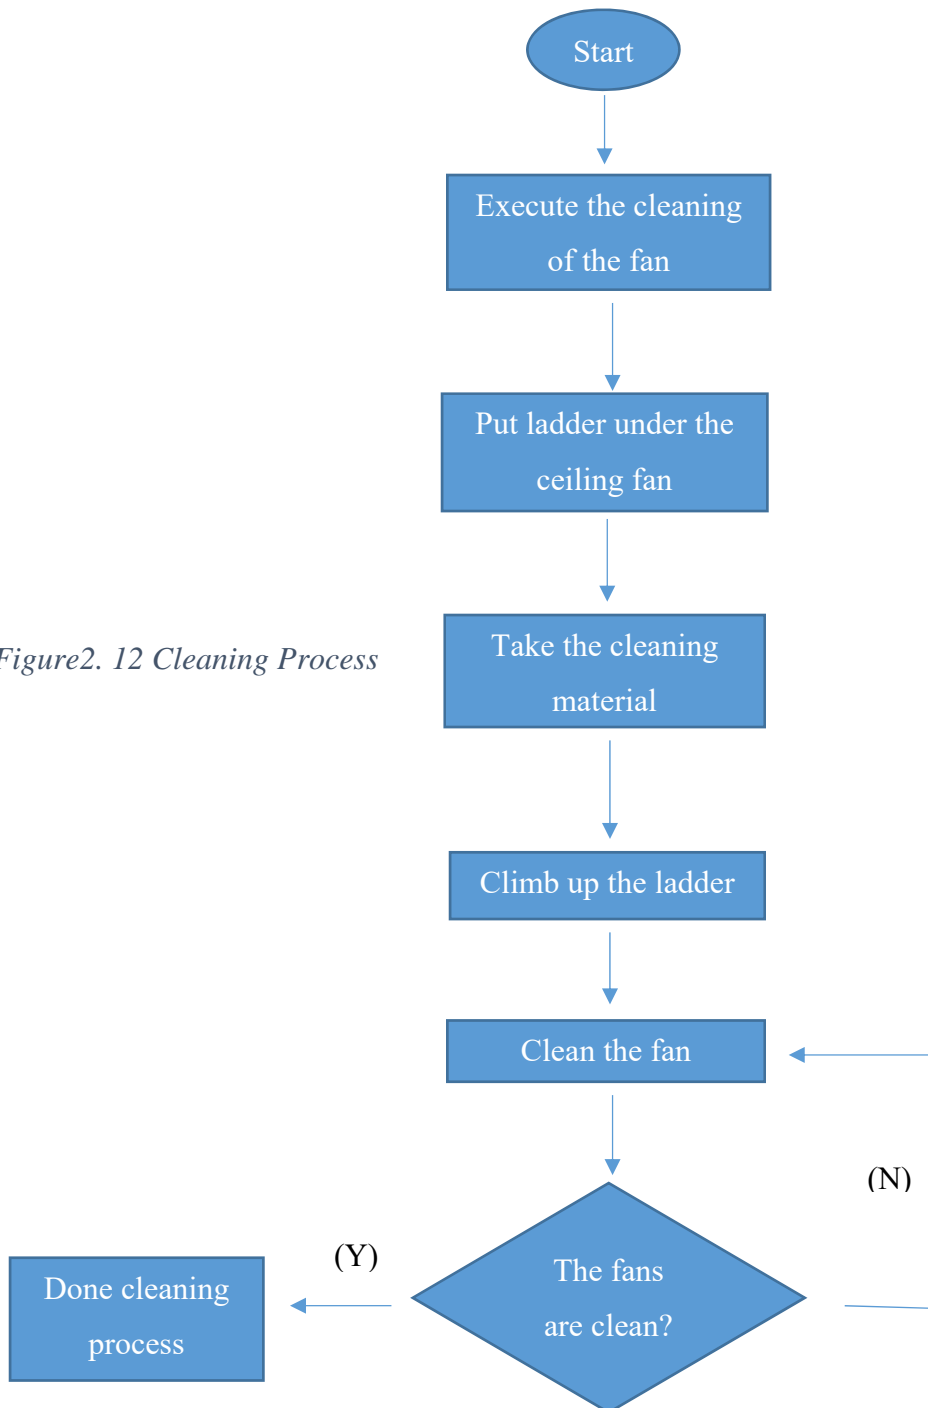 Start
Execute the cleaning
of the fan
Put ladder under the
ceiling fan
Take the cleaning
material
Figure2. 12 Cleaning Process
Climb up the ladder
Clean the fan
(N)
(Y)
The fans
are clean?
Done cleaning
process